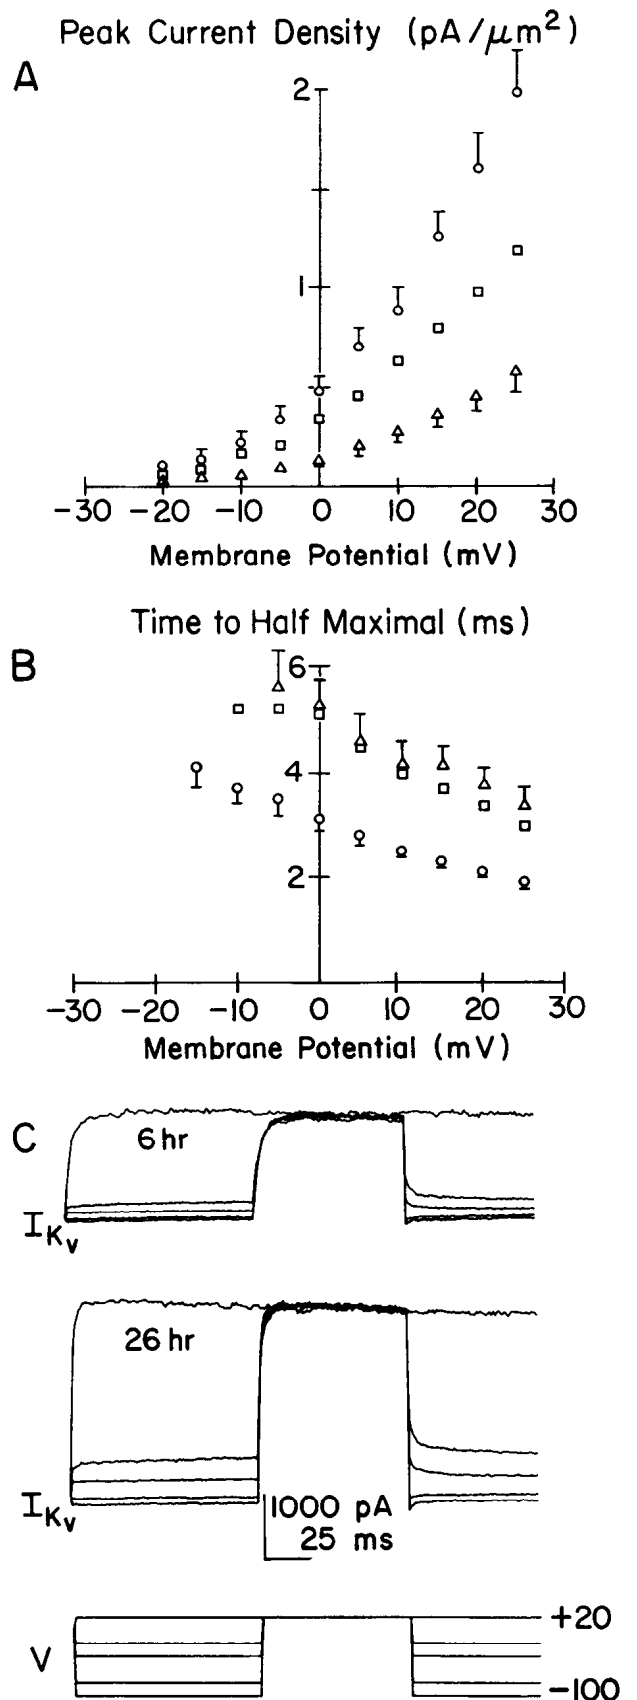 Peak Current Density (pA/μm²)
A
2
1
−30 −20 −10 0 10 20 30
Membrane Potential (mV)
Time to Half Maximal (ms)
B
6
4
2
−30 −20 −10 0 10 20 30
Membrane Potential (mV)
C
6 hr
IKv
26 hr
IKv
1000 pA
25 ms
+20
V
−100